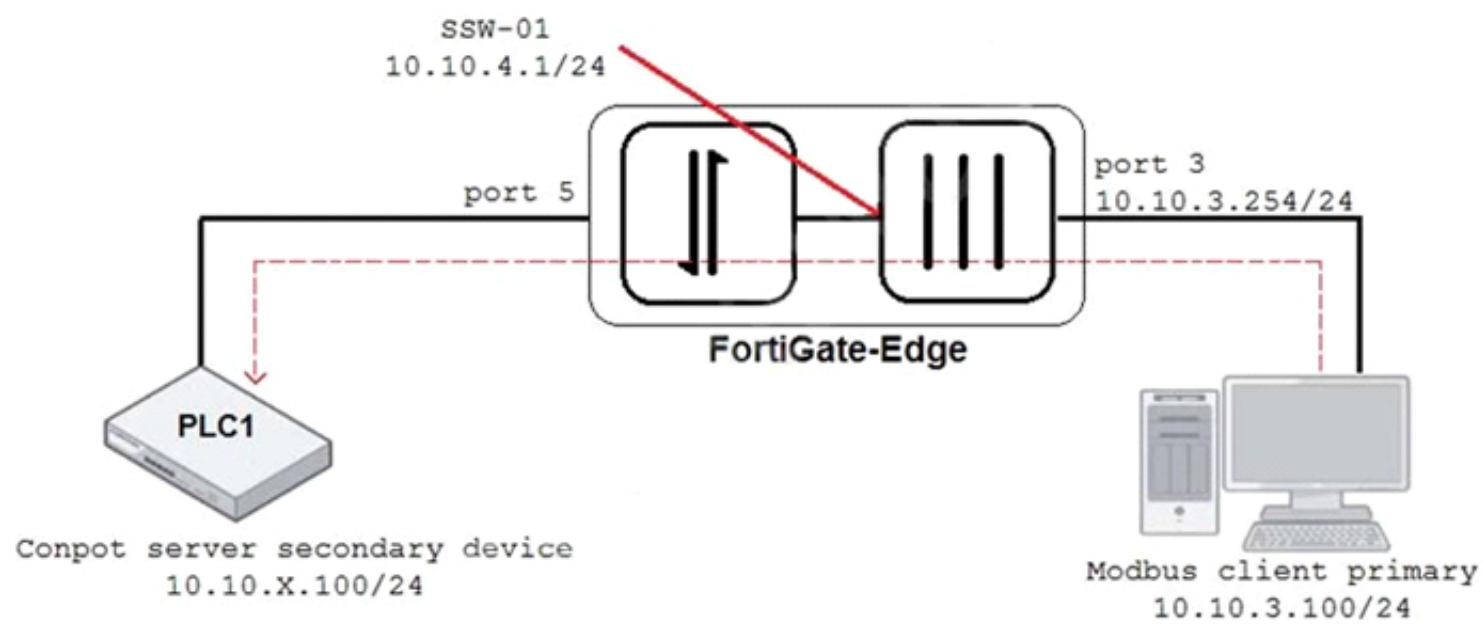 SSW-01
10.10.4.1/24
port 5
port 3
10.10.3.254/24
FortiGate-Edge
PLC1
Conpot server secondary device
10.10.X.100/24
Modbus client primary
10.10.3.100/24